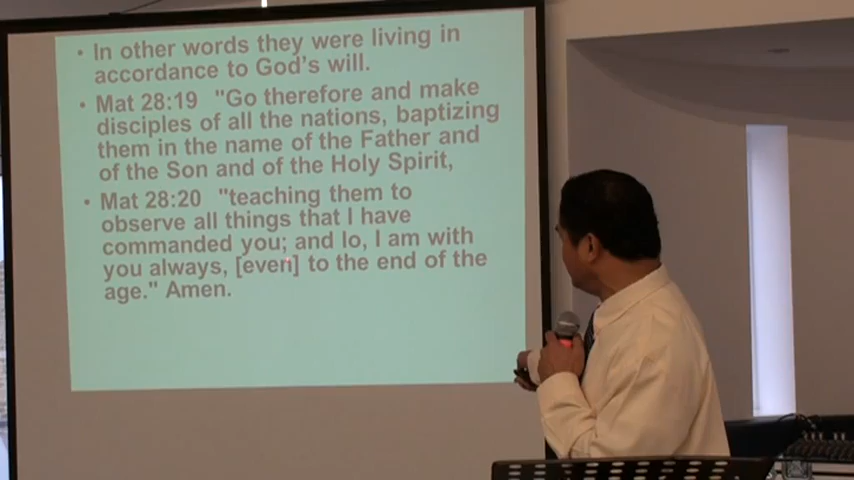 • In other words they were living in
accordance to God's will.
• Mat 28:19 "Go therefore and make
disciples of all the nations, baptizing
them in the name of the Father and
of the Son and of the Holy Spirit,
• Mat 28:20 "teaching them to
observe all things that I have
commanded you; and lo, I am with
you always, [even] to the end of the
age." Amen.